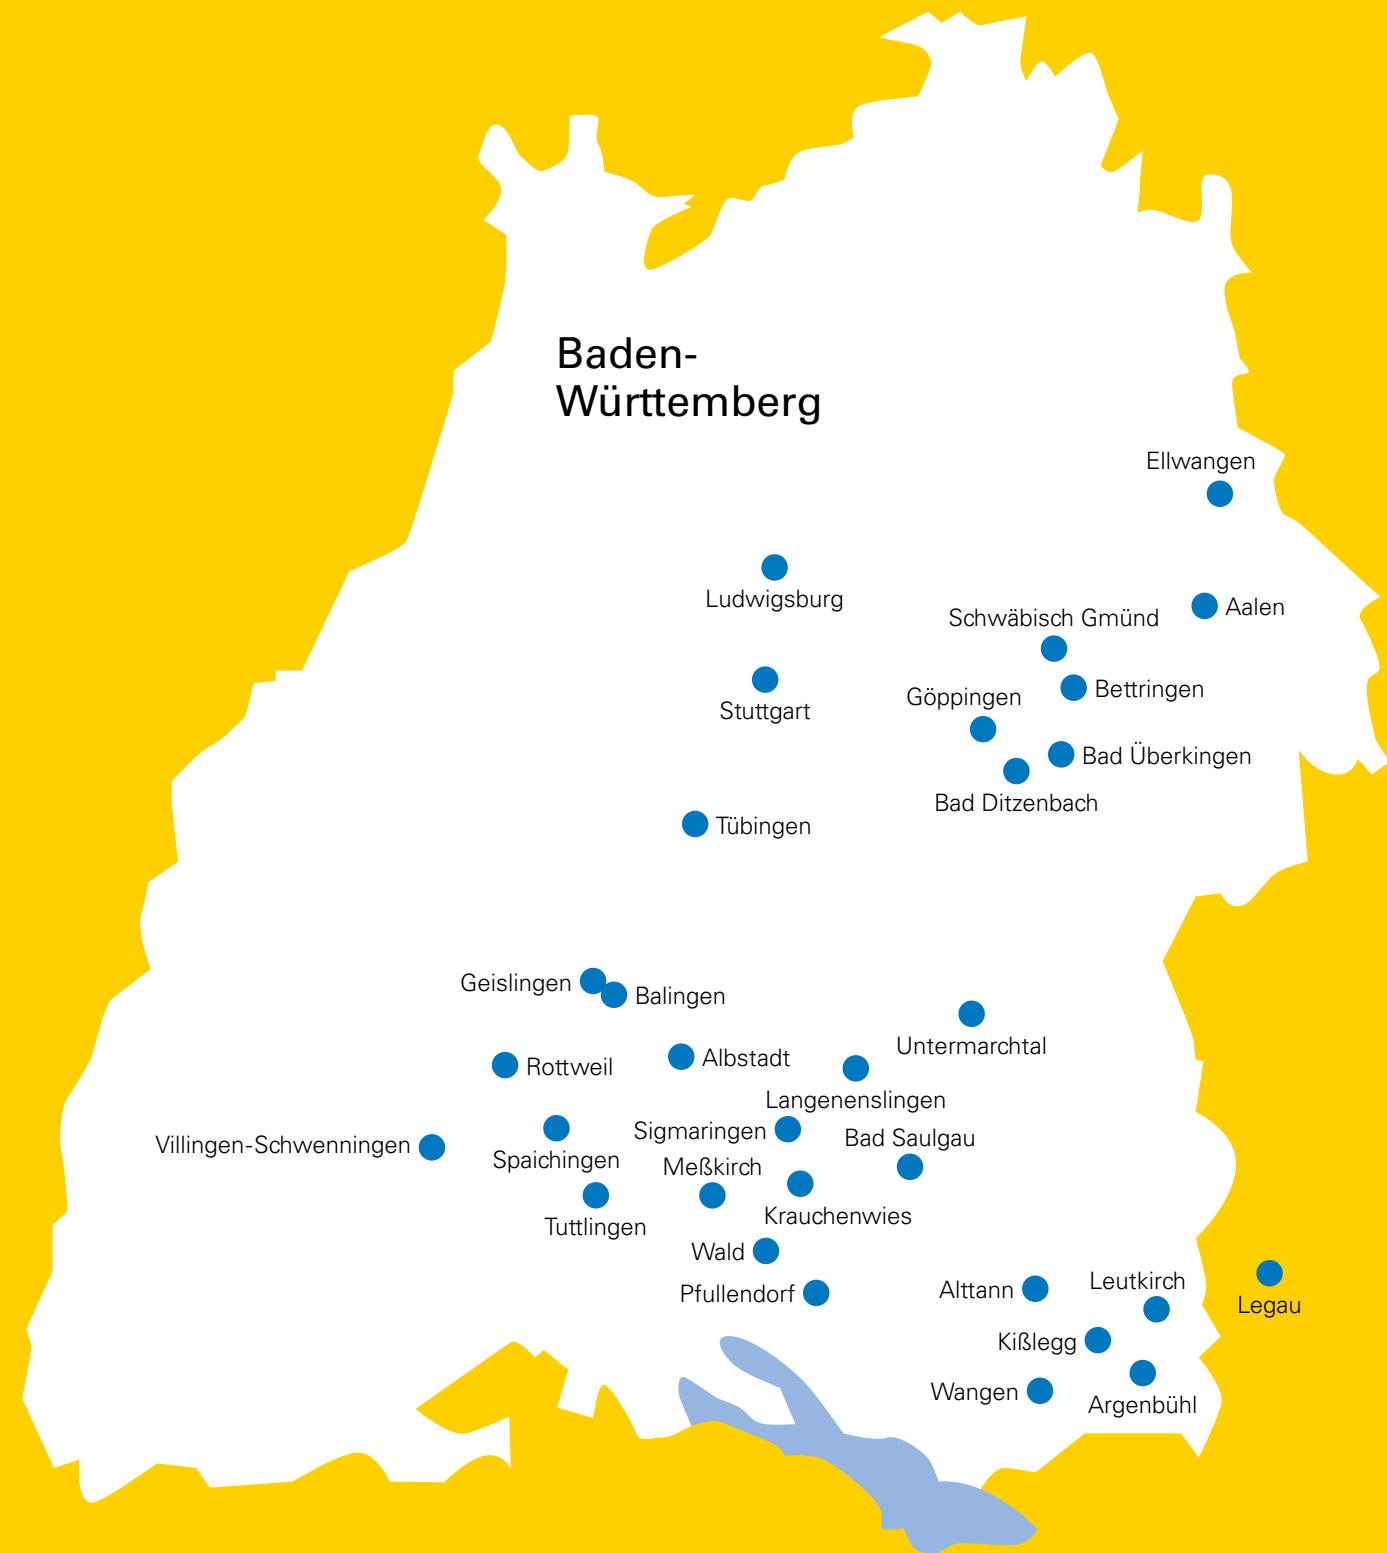 Baden-
Württemberg
Ellwangen
Ludwigsburg
Aalen
Schwäbisch Gmünd
Bettringen
Göppingen
Stuttgart
Bad Überkingen
Bad Ditzenbach
Tübingen
Geislingen
Balingen
Untermarchtal
Albstadt
Rottweil
Langenenslingen
Sigmaringen
Bad Saulgau
Villingen-Schwenningen
Spaichingen
Meßkirch
Krauchenwies
Tuttlingen
Wald
Pfullendorf
Alttann
Leutkirch
Legau
Kißlegg
Wangen
Argenbühl